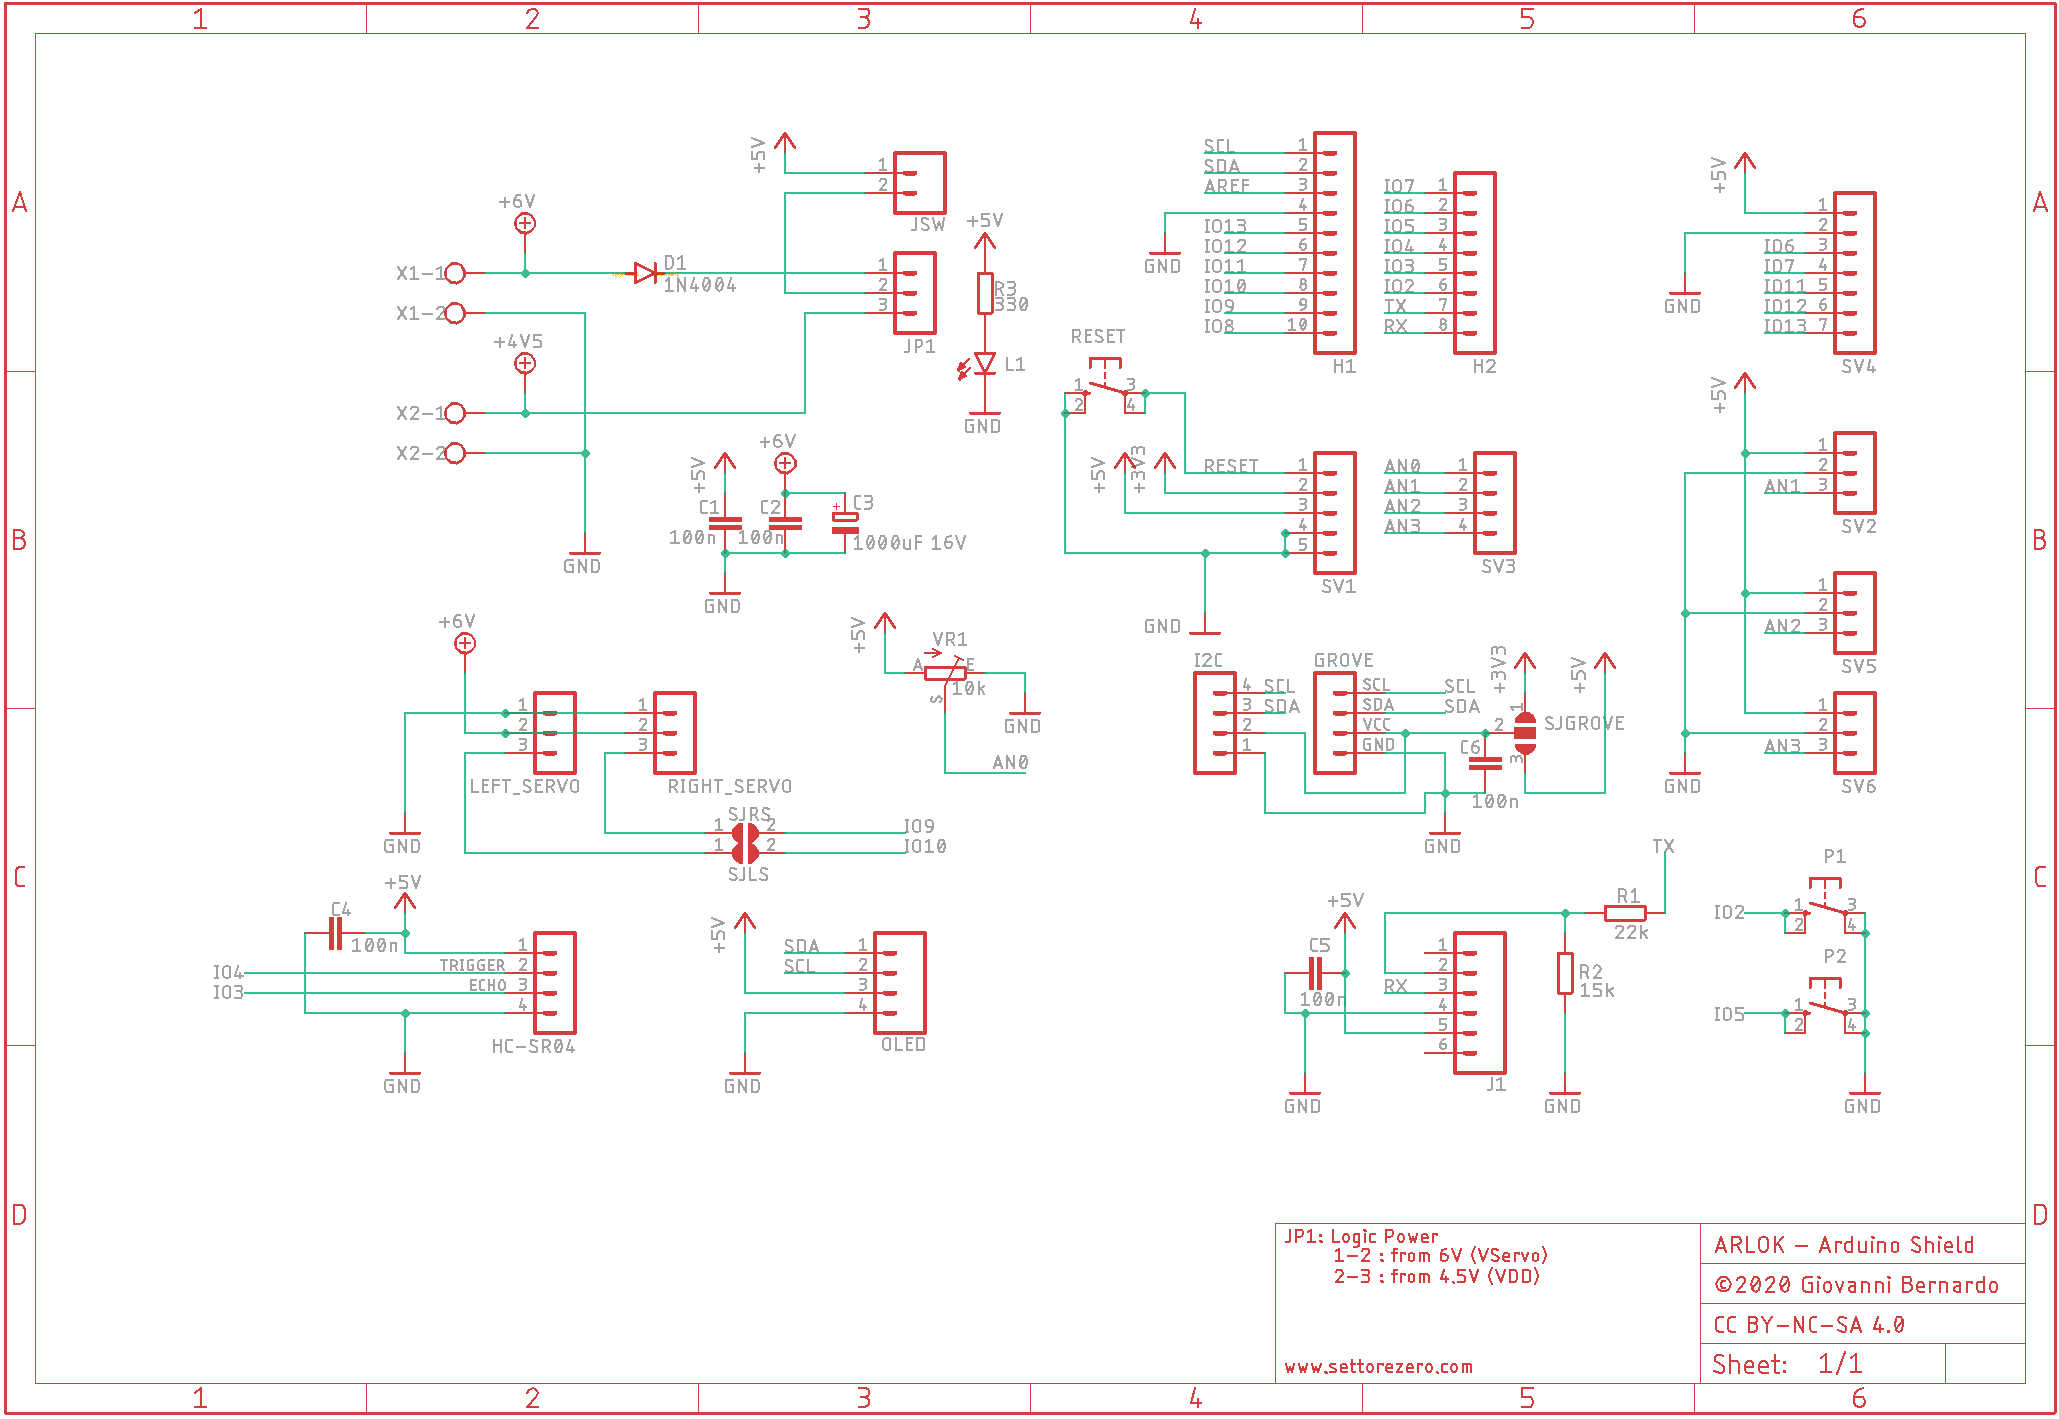 1 2 3 4 5 6
A A
B B
C C
D D
1 2 3 4 5 6
+6V
X1-1
X1-2
D1
1N4004
+4V5
X2-1
X2-2
GND
+5V
1
2
JSW
1
2
3
JP1
+5V
R3
330
L1
GND
+5V
+6V
C1
100n
C2
100n
+
C3
1000uF 16V
GND
SCL 1
SDA 2
AREF 3
4
IO13 5
IO12 6
IO11 7
IO10 8
IO9 9
IO8 10
H1
GND
IO7 1
IO6 2
IO5 3
IO4 4
IO3 5
IO2 6
TX 7
RX 8
H2
+5V
1
2
IO6 3
IO7 4
IO11 5
IO12 6
IO13 7
SV4
GND
RESET
1 3
2 4
+5V
+3V3
RESET 1
2
3
4
5
SV1
GND
AN0 1
AN1 2
AN2 3
AN3 4
SV3
+5V
1
2
AN1 3
SV2
1
2
AN2 3
SV5
1
2
AN3 3
SV6
GND
+6V
1
2
3
LEFT_SERVO
1
2
3
RIGHT_SERVO
GND
SJRS
1 2 IO9
1 2 IO10
SJLS
+5V
VR1
A E
S
10k
GND
AN0
I2C
4 SCL
3 SDA
2
1
GROVE
SCL SCL
SDA SDA
VCC
GND
+3V3
+5V
1
2
3
SJGROVE
C6
100n
GND
+5V
C4
100n
1
IO4 TRIGGER 2
IO3 ECHO 3
4
HC-SR04
GND
+5V
SDA 1
SCL 2
3
4
OLED
GND
+5V
C5
100n
1
2
RX 3
4
5
6
J1
GND
TX
R1
22k
R2
15k
GND
P1
IO2 1 3
2 4
P2
IO5 1 3
2 4
GND
JP1: Logic Power
1-2 : from 6V (VServo)
2-3 : from 4.5V (VDD)
www.settorezero.com
ARLOK - Arduino Shield
©2020 Giovanni Bernardo
CC BY-NC-SA 4.0
Sheet: 1/1